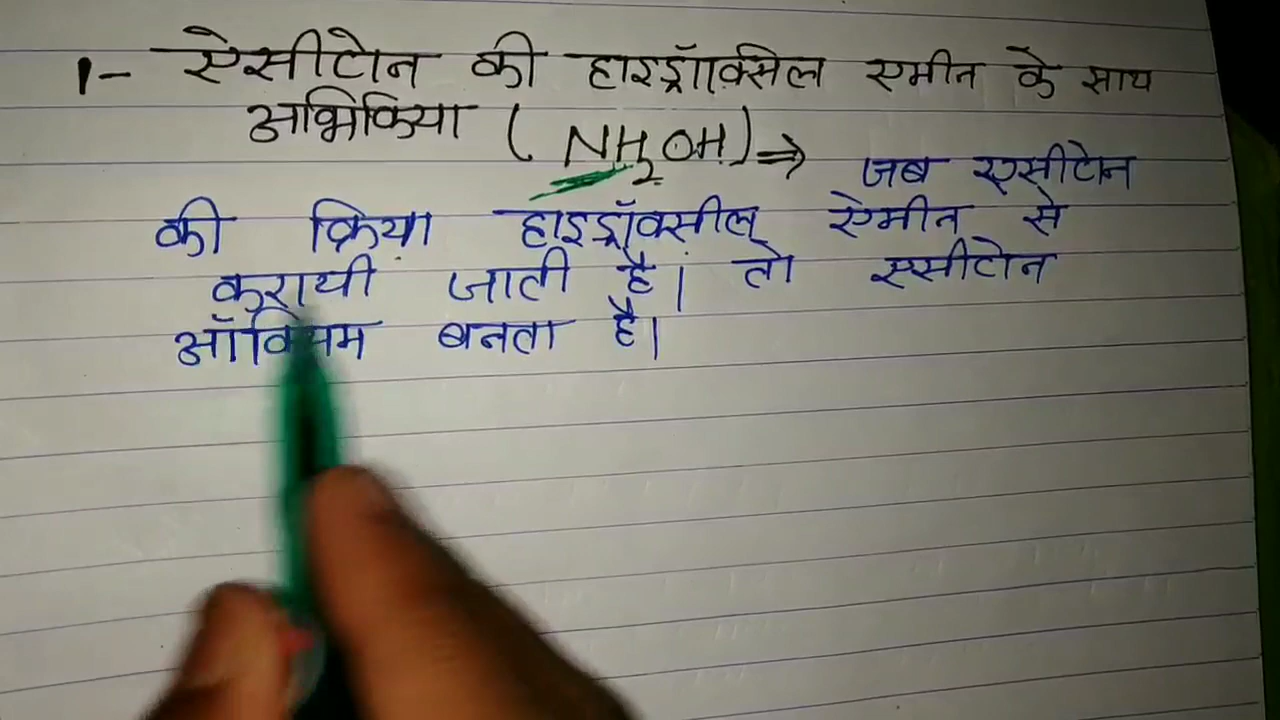 1- ऐसीटोन की हाइड्रॉक्सिल एमीन के साथ
अभिक्रिया ( NH₂OH) ⇒ जब एसीटोन
की क्रिया हाइड्रॉक्सील ऐमीन से
करायी जाती है। तो एसीटोन
ऑक्सिम बनता है।